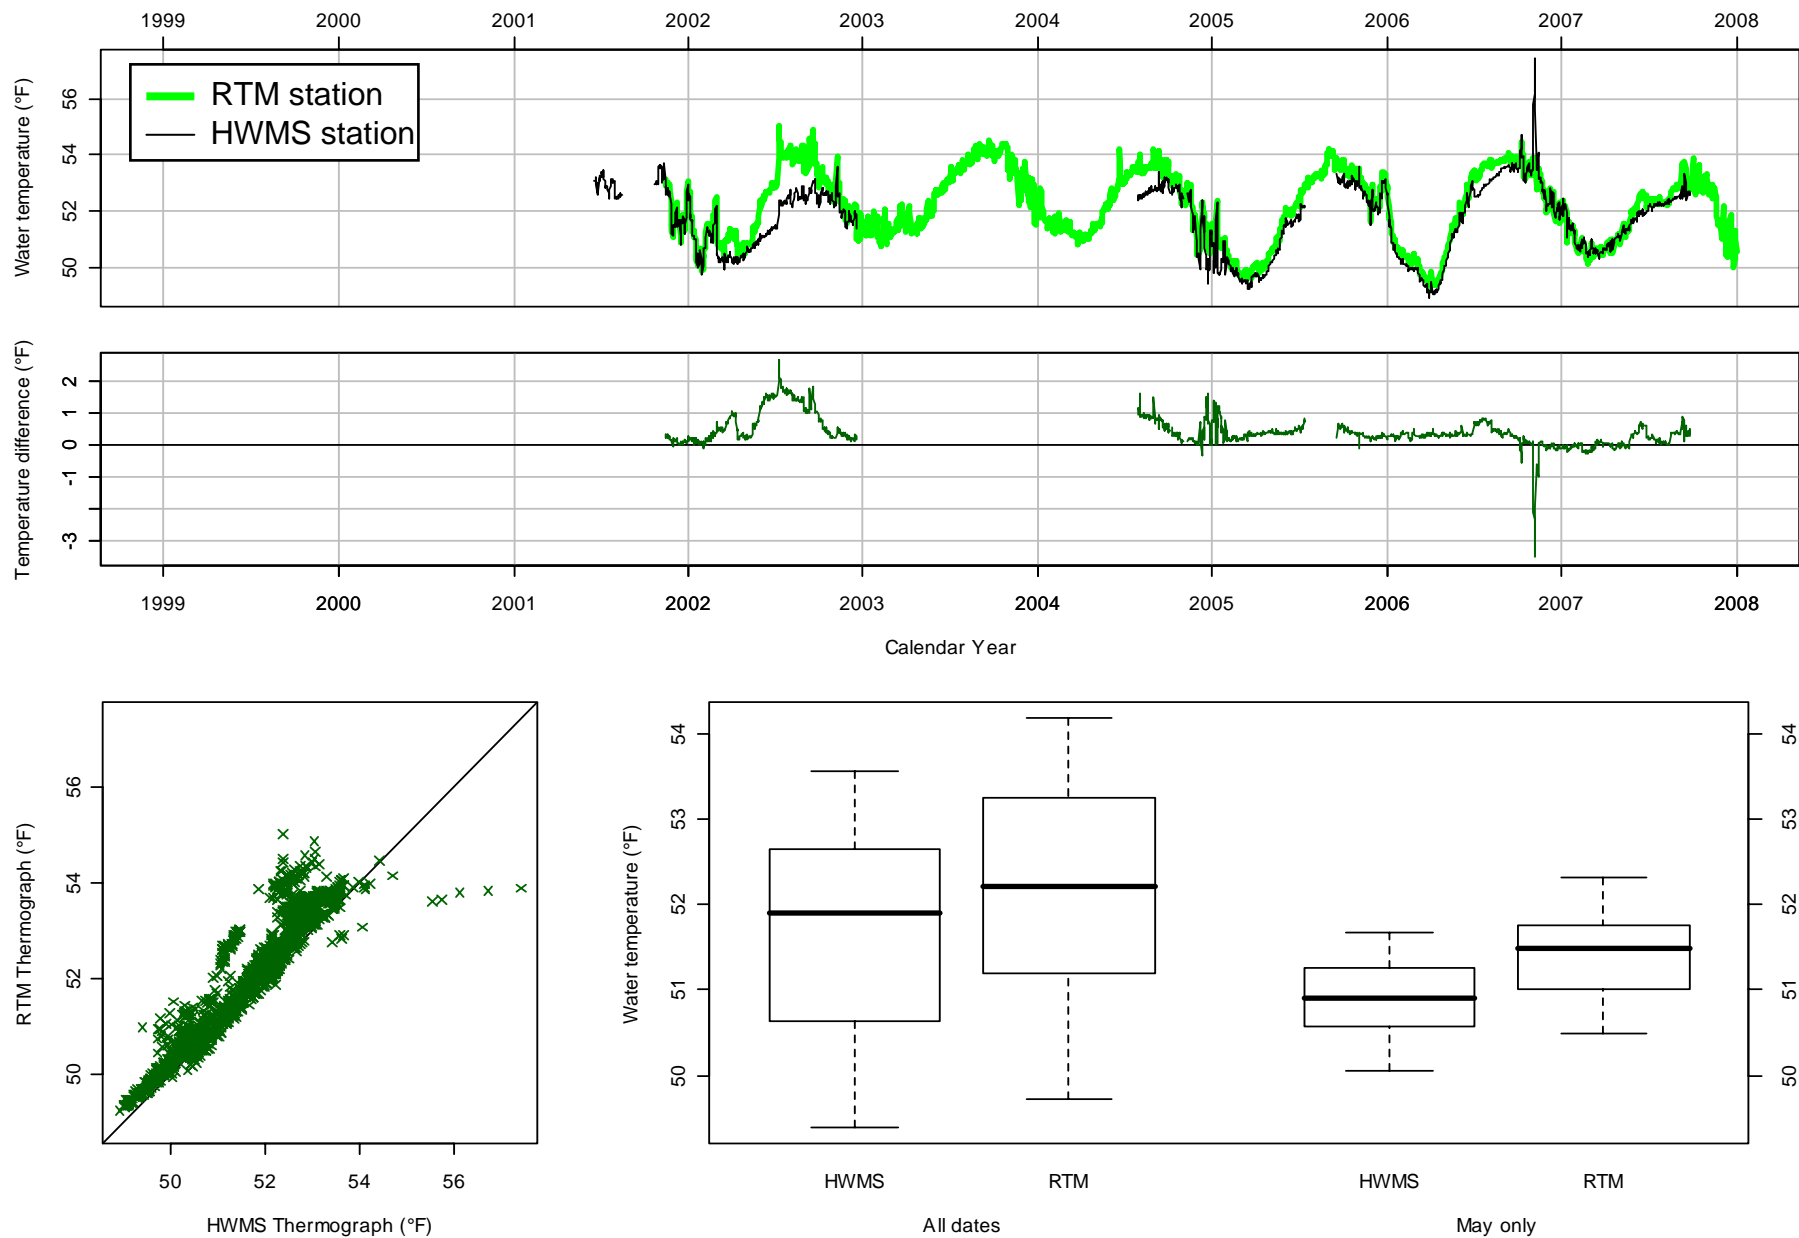 1999 2000 2001 2002 2003 2004 2005 2006 2007 2008
Water temperature (°F)
56
54
52
50
RTM station
HWMS station
Temperature difference (°F)
2
1
0
-1
-3
1999 2000 2001 2002 2003 2004 2005 2006 2007 2008
Calendar Year
RTM Thermograph (°F)
56
54
52
50
50 52 54 56
HWMS Thermograph (°F)
Water temperature (°F)
54 54
53 53
52 52
51 51
50 50
HWMS RTM HWMS RTM
All dates May only